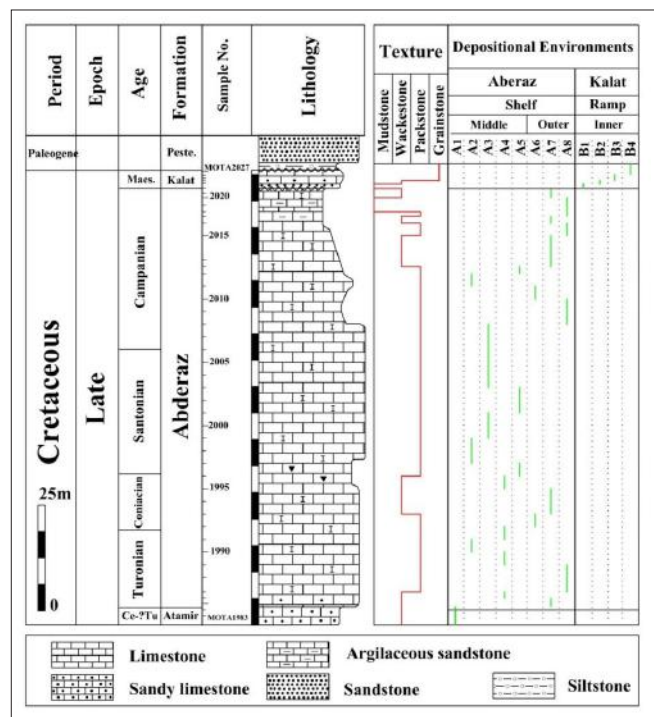 Period
Epoch
Age
Formation
Sample No.
Lithology
Texture
Mudstone
Wackestone
Packstone
Grainstone
Depositional Environments
Aberaz
Kalat
Shelf
Ramp
Middle
Outer
Inner
A1
A2
A3
A4
A5
A6
A7
A8
B1
B2
B3
B4
Paleogene
Peste.
MOTA2027
Maes.
Kalat
2020
Cretaceous
Late
Campanian
Abderaz
2015
2010
2005
Santonian
2000
25m
1995
Coniacian
1990
Turonian
0
Ce-?Tu
Atamir
MOTA1983
Limestone
Argilaceous sandstone
Sandy limestone
Sandstone
Siltstone